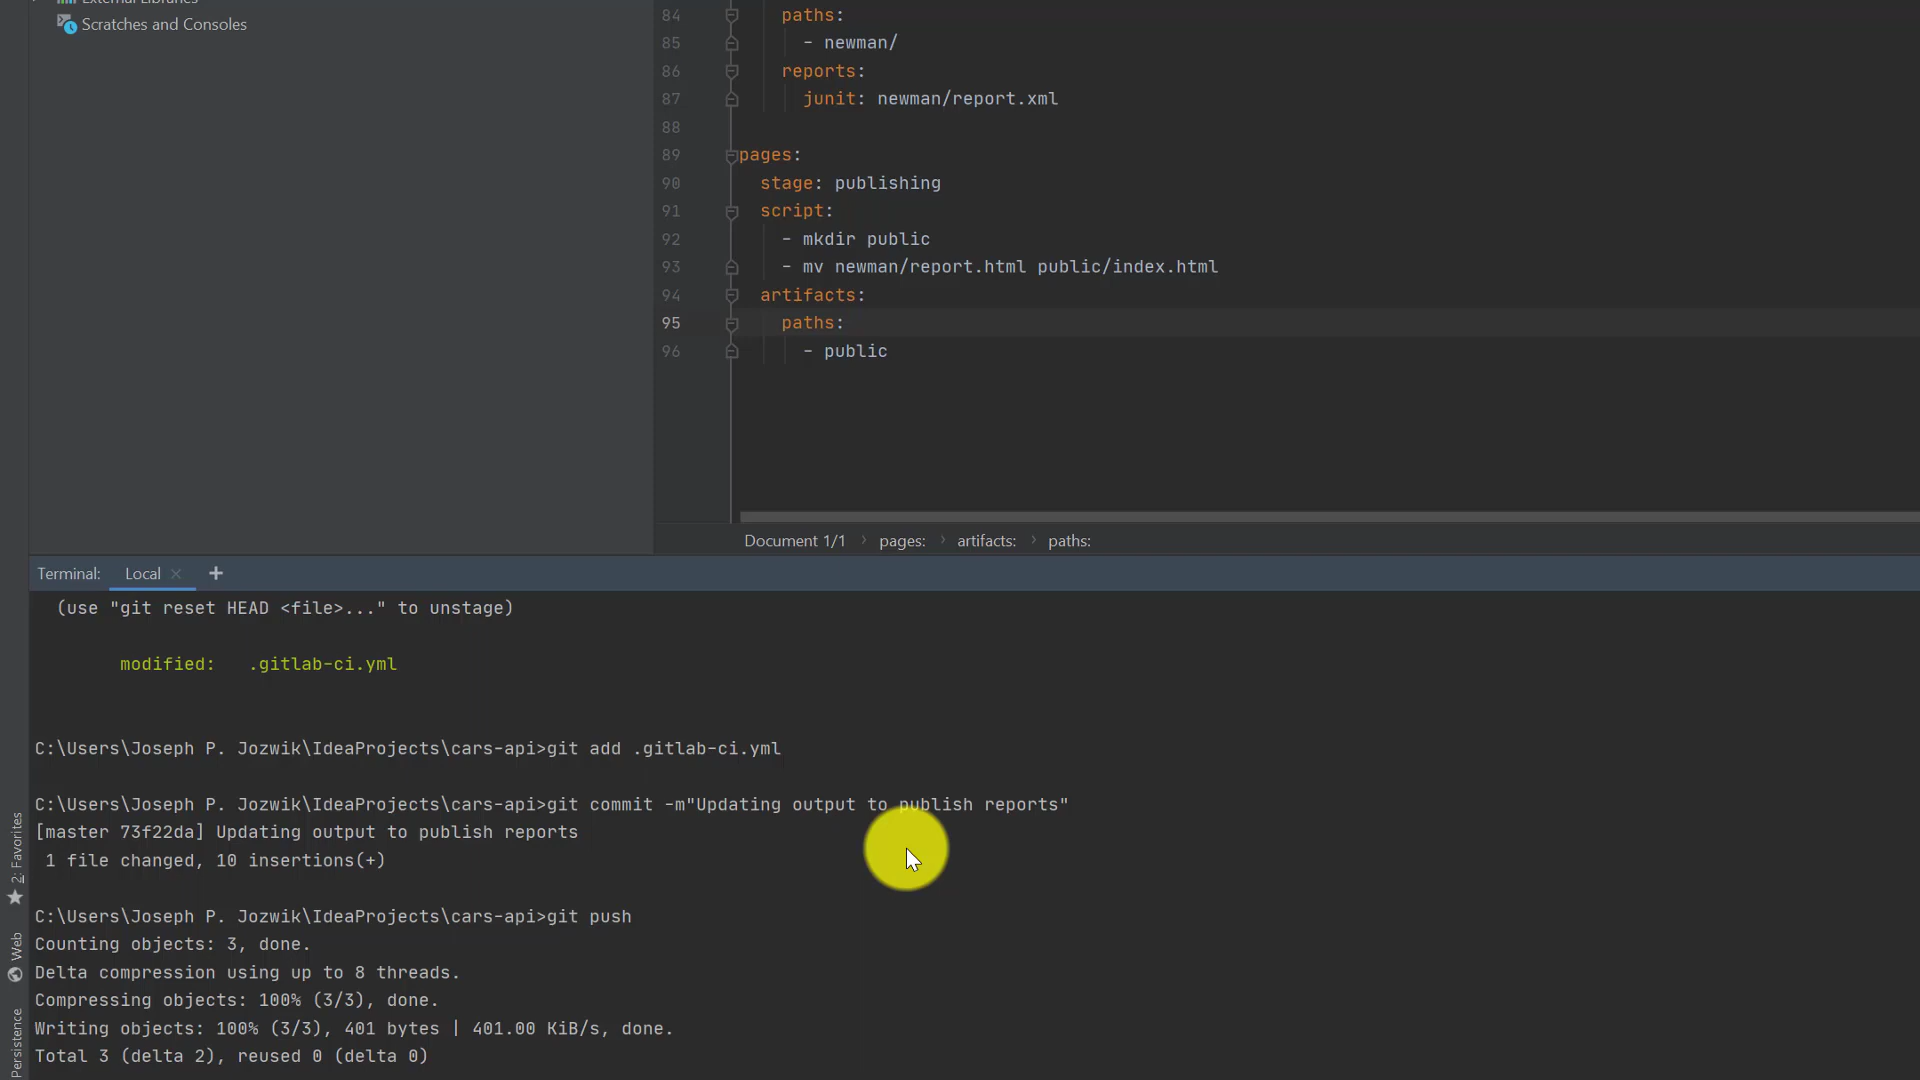 External Libraries
Scratches and Consoles
84 paths:
85 - newman/
86 reports:
87 junit: newman/report.xml
88
89 pages:
90 stage: publishing
91 script:
92 - mkdir public
93 - mv newman/report.html public/index.html
94 artifacts:
95 paths:
96 - public
Document 1/1 › pages: › artifacts: › paths:
Terminal: Local × +
(use "git reset HEAD <file>..." to unstage)
modified: .gitlab-ci.yml
C:\Users\Joseph P. Jozwik\IdeaProjects\cars-api>git add .gitlab-ci.yml
C:\Users\Joseph P. Jozwik\IdeaProjects\cars-api>git commit -m"Updating output to publish reports"
[master 73f22da] Updating output to publish reports
1 file changed, 10 insertions(+)
C:\Users\Joseph P. Jozwik\IdeaProjects\cars-api>git push
Counting objects: 3, done.
Delta compression using up to 8 threads.
Compressing objects: 100% (3/3), done.
Writing objects: 100% (3/3), 401 bytes | 401.00 KiB/s, done.
Total 3 (delta 2), reused 0 (delta 0)
2: Favorites
Web
Persistence